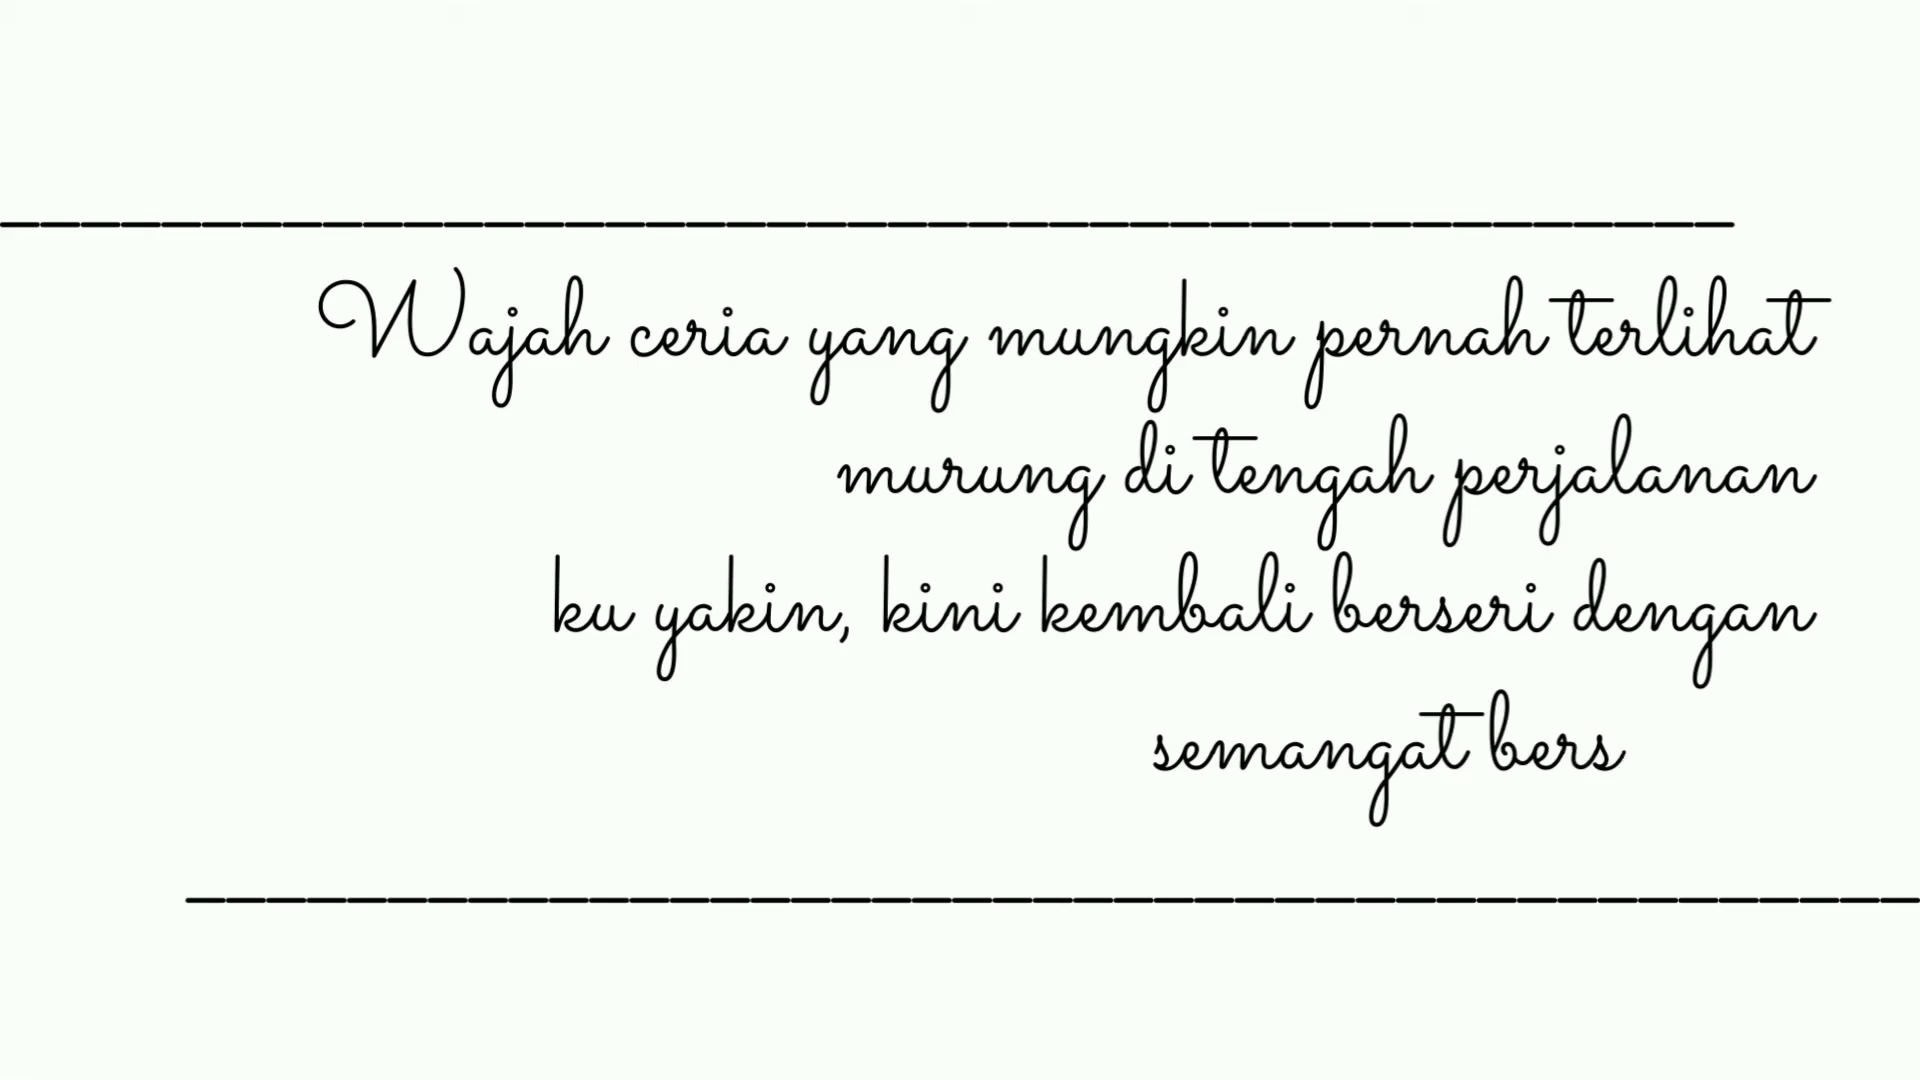 Wajah ceria yang mungkin pernah terlihat
murung di tengah perjalanan
ku yakin, kini kembali berseri dengan
semangat bers